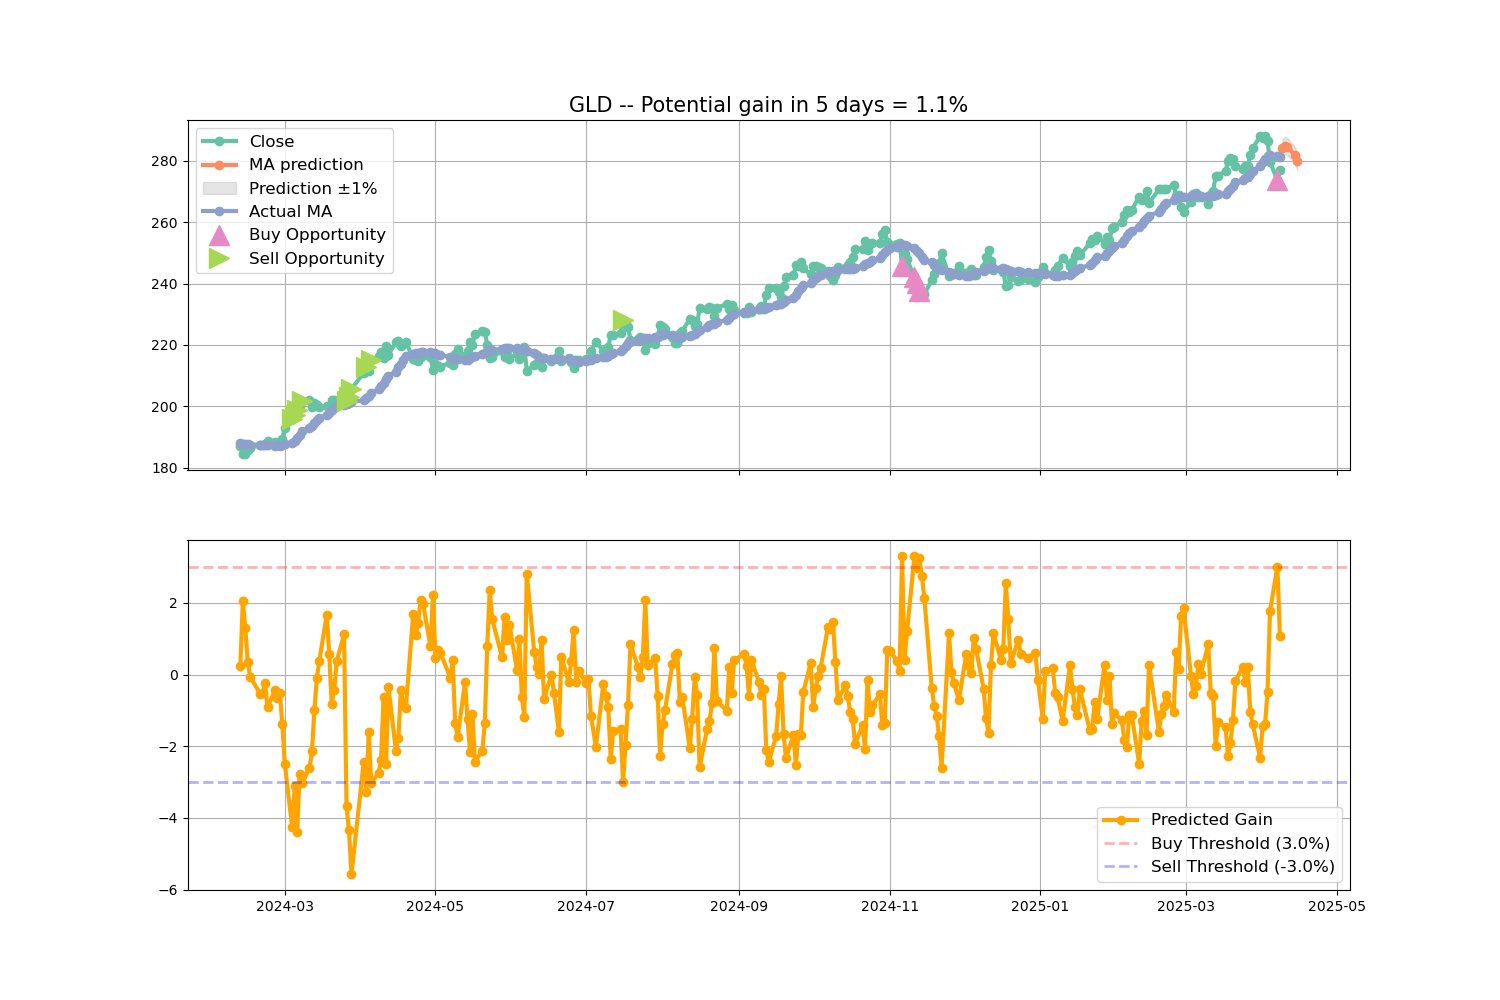 GLD -- Potential gain in 5 days = 1.1%
Close
MA prediction
Prediction ±1%
Actual MA
Buy Opportunity
Sell Opportunity
280
260
240
220
200
180
2
0
−2
−4
−6
Predicted Gain
Buy Threshold (3.0%)
Sell Threshold (-3.0%)
2024-03 2024-05 2024-07 2024-09 2024-11 2025-01 2025-03 2025-05